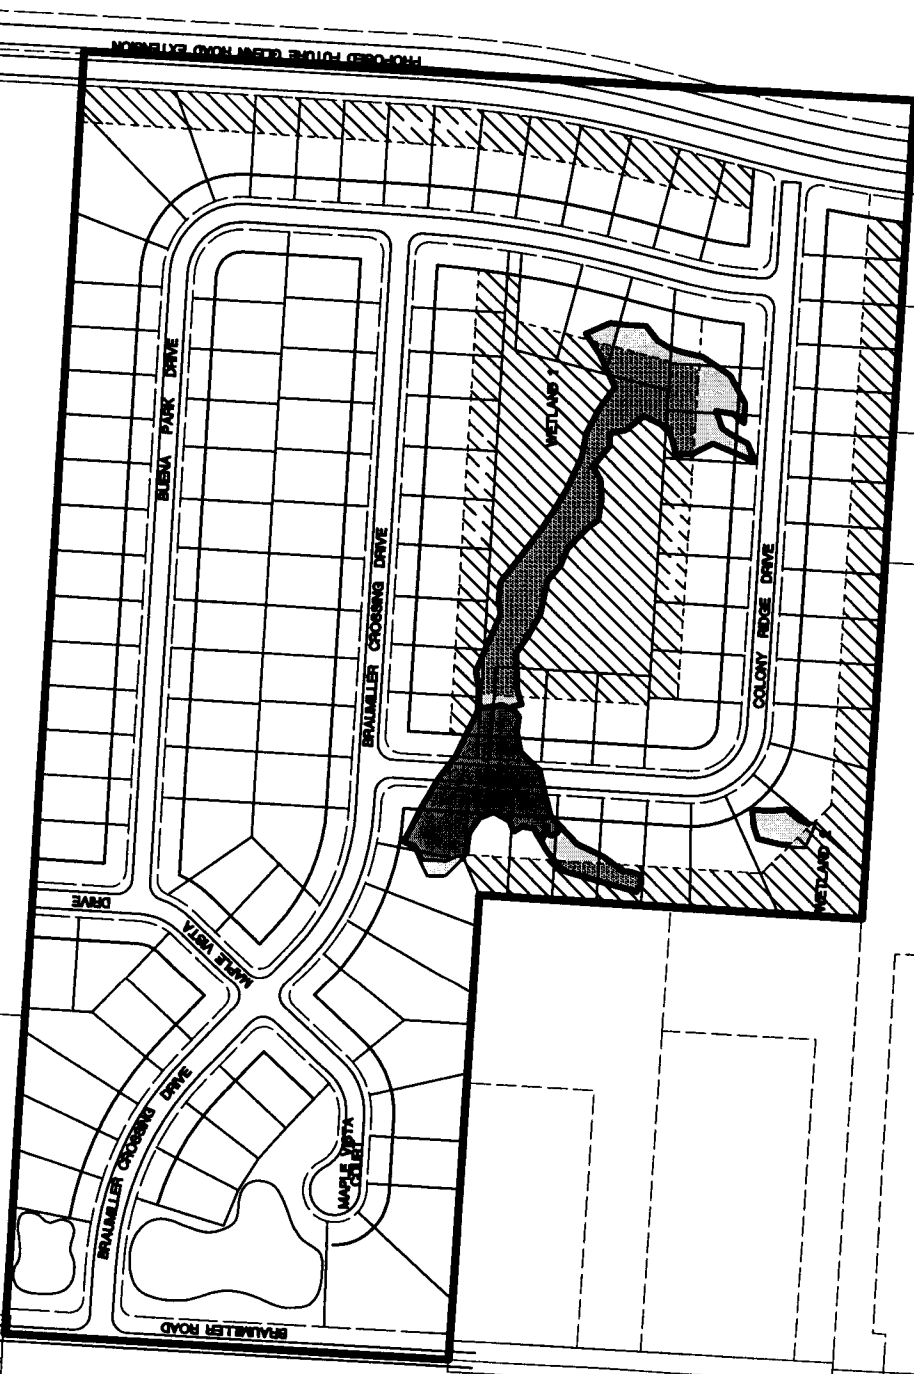 PROPOSED FUTURE GLENN ROAD EXTENSION
BUENA PARK DRIVE
WETLAND 1
BRAUMILLER CROSSING DRIVE
COLONY RIDGE DRIVE
WETLAND 2
DRIVE
MAPLE VISTA
BRAUMILLER CROSSING DRIVE
MAPLE VISTA
COURT
BRAUMILLER ROAD